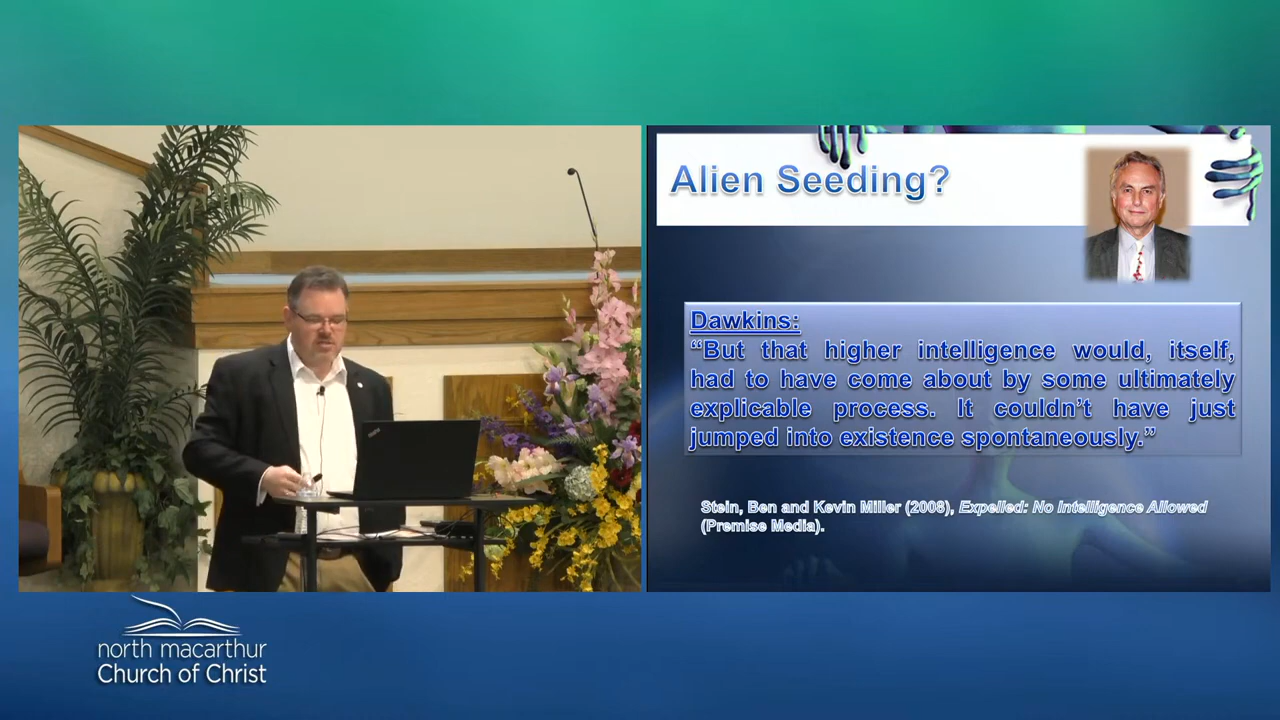 Alien Seeding?
Dawkins:
“But that higher intelligence would, itself,
had to have come about by some ultimately
explicable process. It couldn’t have just
jumped into existence spontaneously.”
Stein, Ben and Kevin Miller (2008), Expelled: No Intelligence Allowed
(Premise Media).
north macarthur
Church of Christ